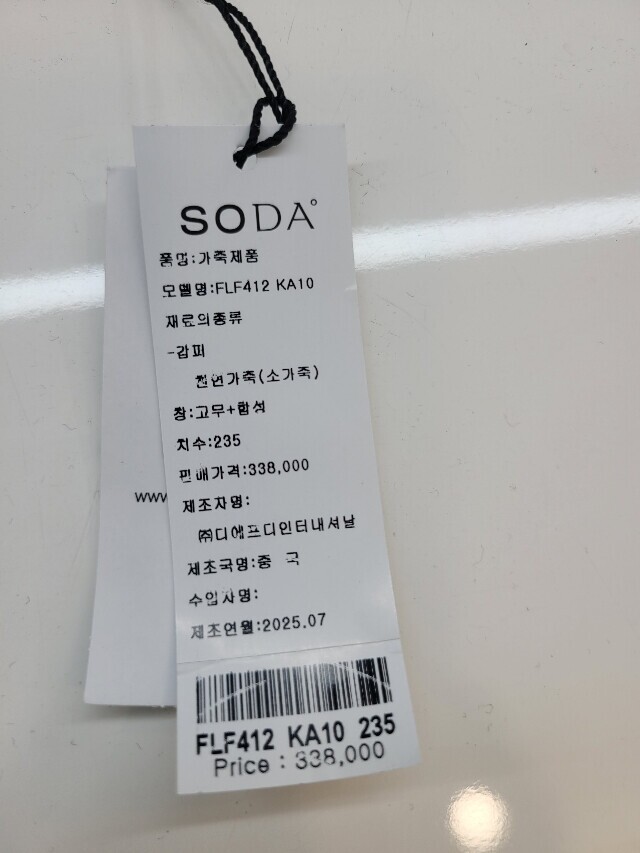 SODA
품명:가죽제품
모델명:FLF412 KA10
재료의종류
-갑피
천연가죽(소가죽)
창:고무+합성
치수:235
판매가격:338,000
제조자명:
㈜디에프디인터내셔날
제조국명:중 국
수입자명:
제조연월:2025.07
FLF412 KA10 235
Price : 338,000
www